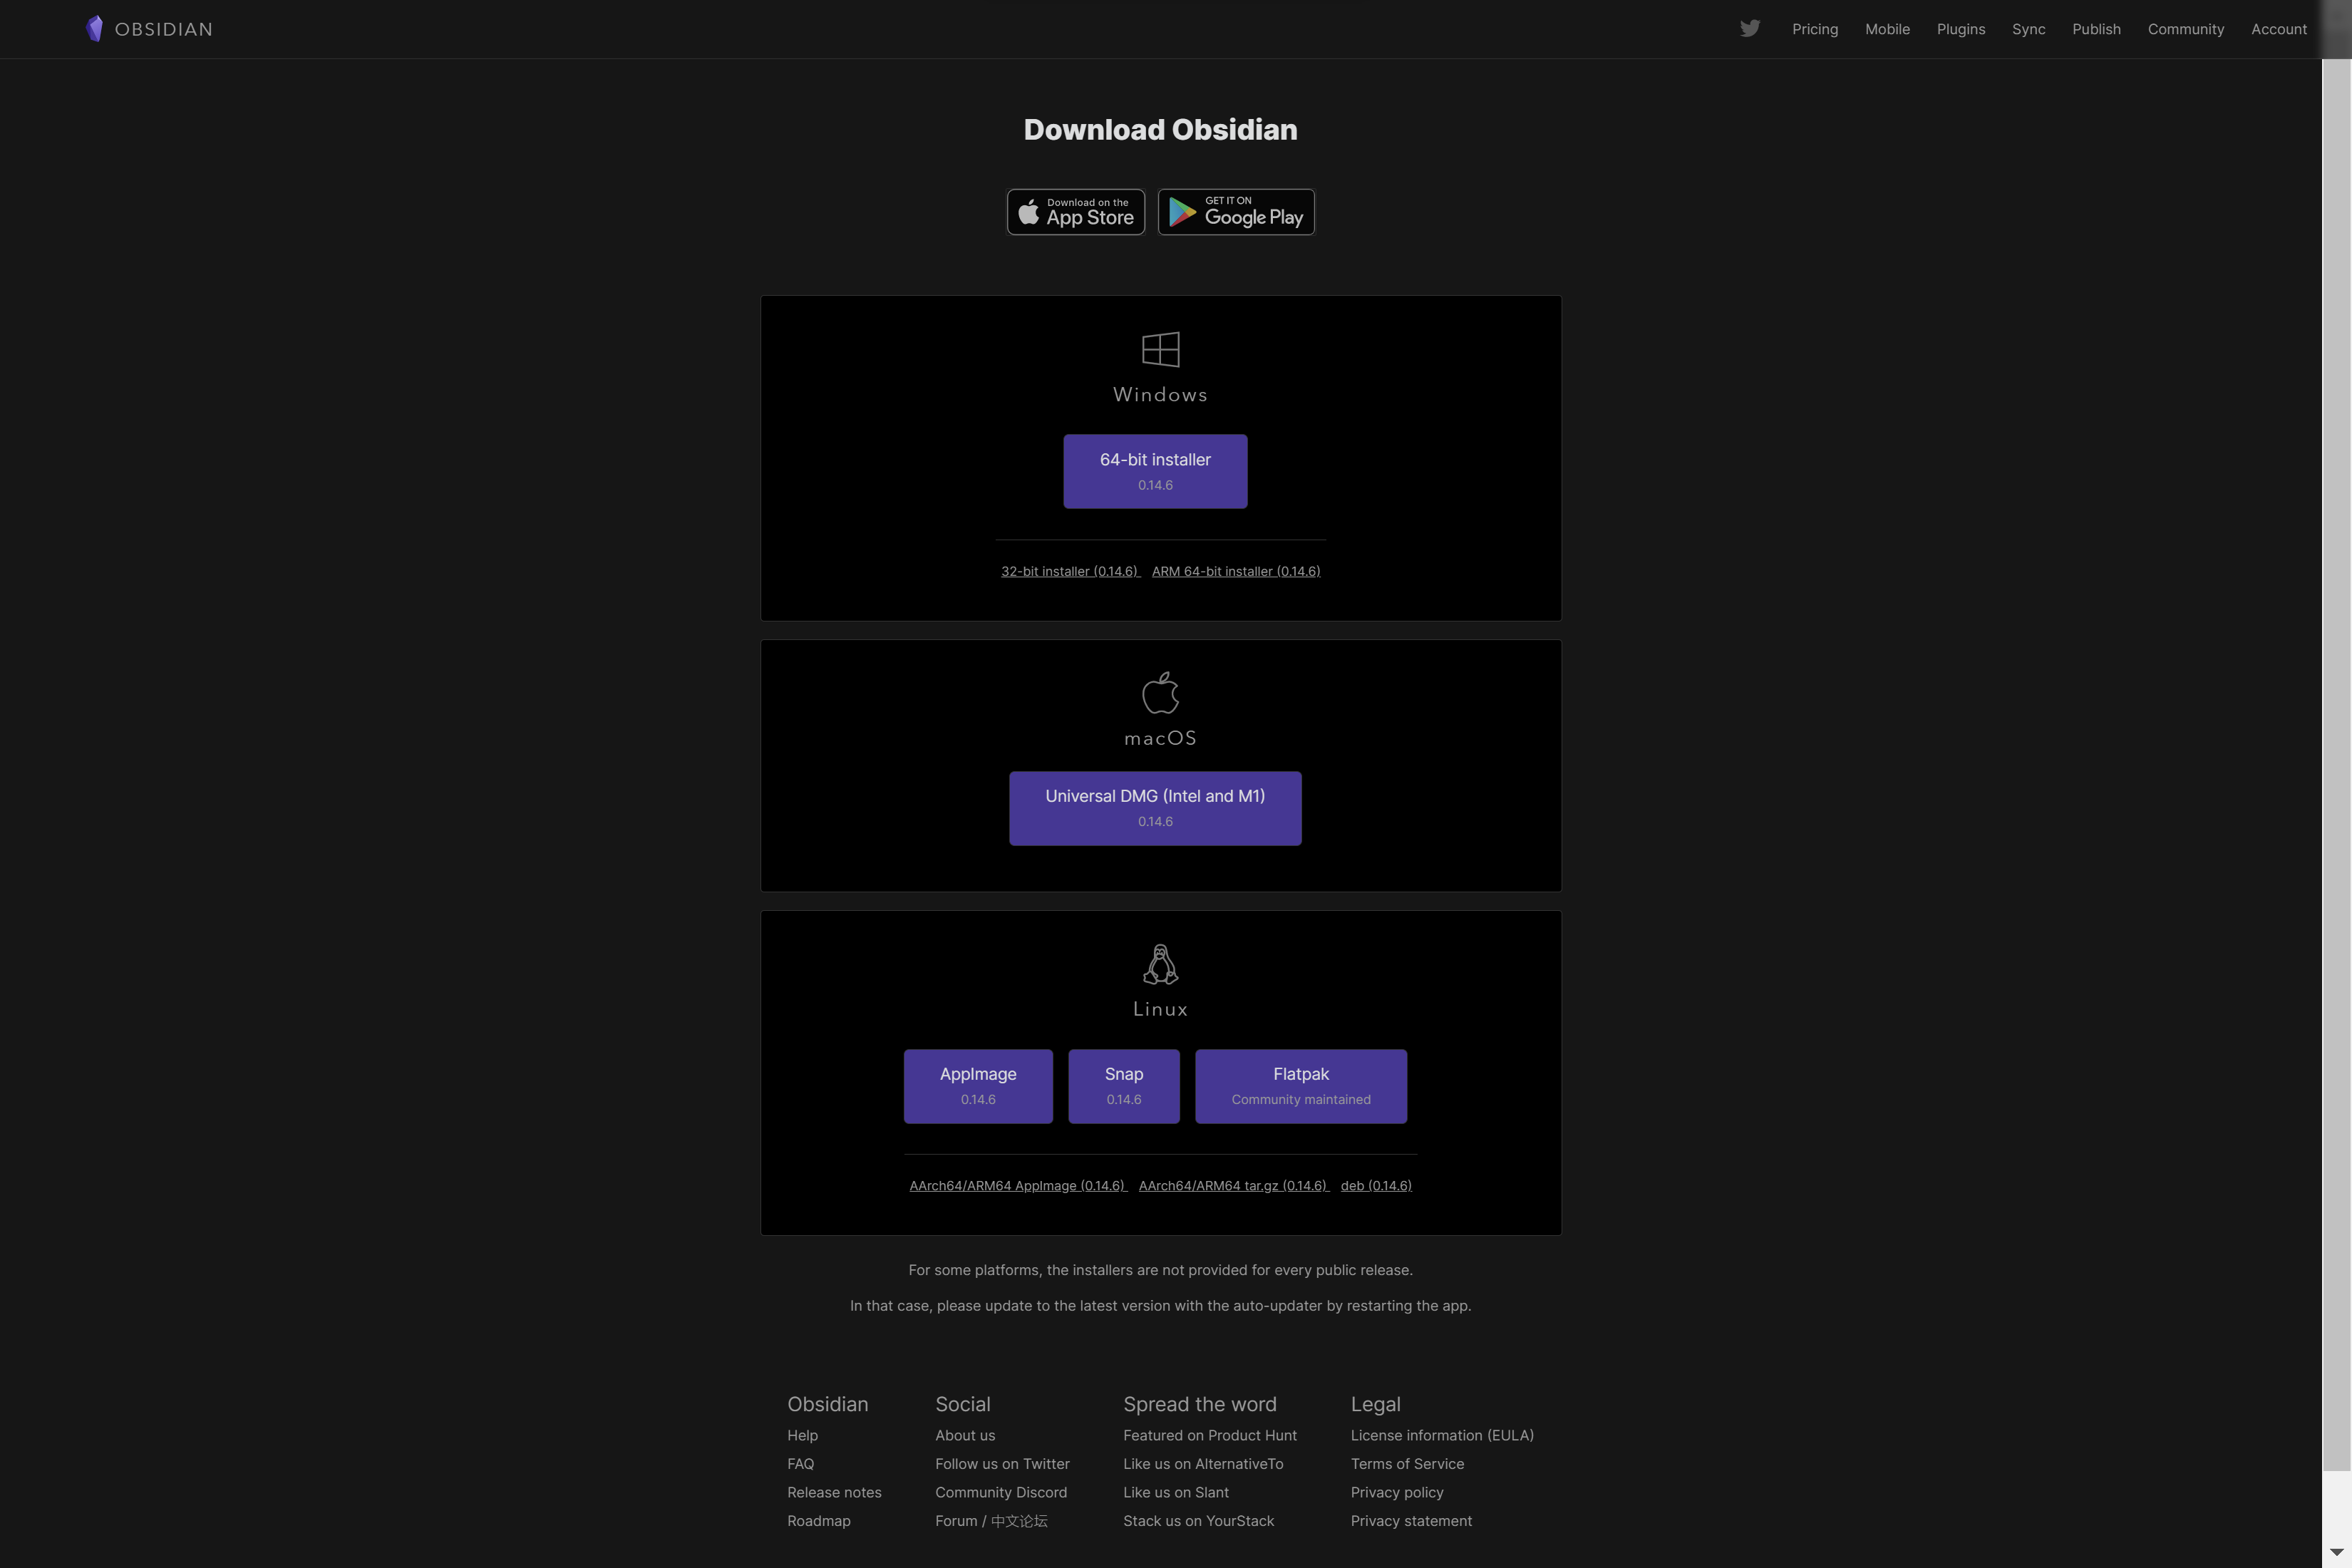 OBSIDIAN
Pricing Mobile Plugins Sync Publish Community Account
Download Obsidian
Download on the
App Store
GET IT ON
Google Play
Windows
64-bit installer
0.14.6
32-bit installer (0.14.6) ARM 64-bit installer (0.14.6)
macOS
Universal DMG (Intel and M1)
0.14.6
Linux
AppImage
0.14.6
Snap
0.14.6
Flatpak
Community maintained
AArch64/ARM64 AppImage (0.14.6) AArch64/ARM64 tar.gz (0.14.6) deb (0.14.6)
For some platforms, the installers are not provided for every public release.
In that case, please update to the latest version with the auto-updater by restarting the app.
Obsidian
Help
FAQ
Release notes
Roadmap
Social
About us
Follow us on Twitter
Community Discord
Forum / 中文论坛
Spread the word
Featured on Product Hunt
Like us on AlternativeTo
Like us on Slant
Stack us on YourStack
Legal
License information (EULA)
Terms of Service
Privacy policy
Privacy statement